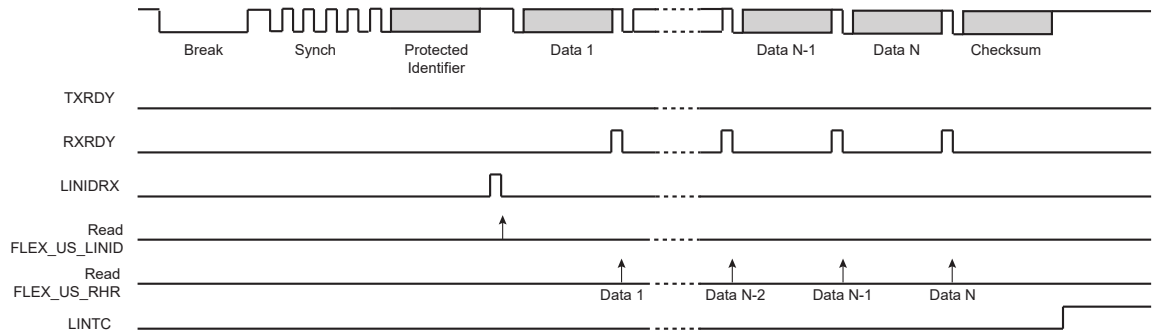 Break
Synch
Protected
Identifier
Data 1
Data N-1
Data N
Checksum
TXRDY
RXRDY
LINIDRX
Read
FLEX_US_LINID
Read
FLEX_US_RHR
Data 1
Data N-2
Data N-1
Data N
LINTC